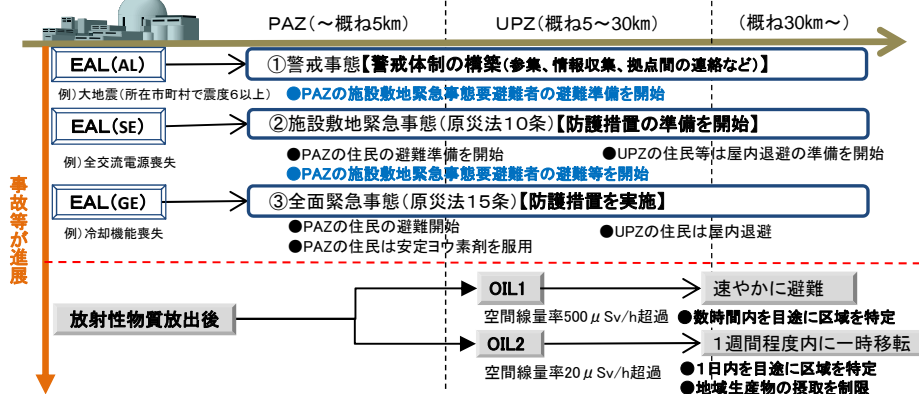 PAZ(～概ね5km)
UPZ(概ね5～30km)
(概ね30km～)
EAL(AL)
①警戒事態【警戒体制の構築(参集、情報収集、拠点間の連絡など)】
例)大地震(所在市町村で震度6以上)
●PAZの施設敷地緊急事態要避難者の避難準備を開始
EAL(SE)
②施設敷地緊急事態(原災法10条)【防護措置の準備を開始】
例)全交流電源喪失
●PAZの住民の避難準備を開始
●UPZの住民等は屋内退避の準備を開始
●PAZの施設敷地緊急事態要避難者の避難等を開始
EAL(GE)
③全面緊急事態(原災法15条)【防護措置を実施】
例)冷却機能喪失
●PAZの住民の避難開始
●UPZの住民は屋内退避
●PAZの住民は安定ヨウ素剤を服用
事故等が進展
放射性物質放出後
OIL1
速やかに避難
空間線量率500μSv/h超過
●数時間内を目途に区域を特定
OIL2
1週間程度内に一時移転
空間線量率20μSv/h超過
●1日内を目途に区域を特定
●地域生産物の摂取を制限